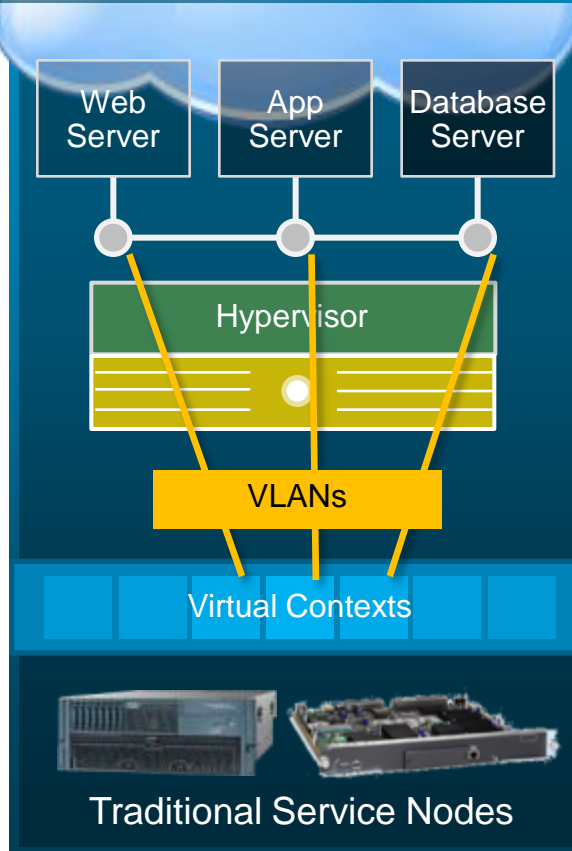 Web
Server
App
Server
Database
Server
Hypervisor
VLANs
Virtual Contexts
Traditional Service Nodes